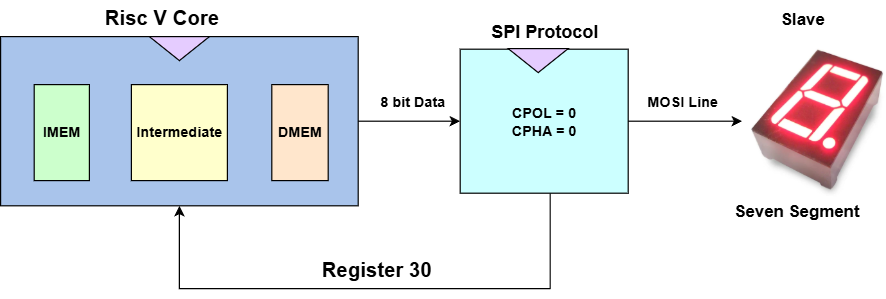 Risc V Core
SPI Protocol
Slave
IMEM
Intermediate
DMEM
8 bit Data
CPOL = 0
CPHA = 0
MOSI Line
Seven Segment
Register 30